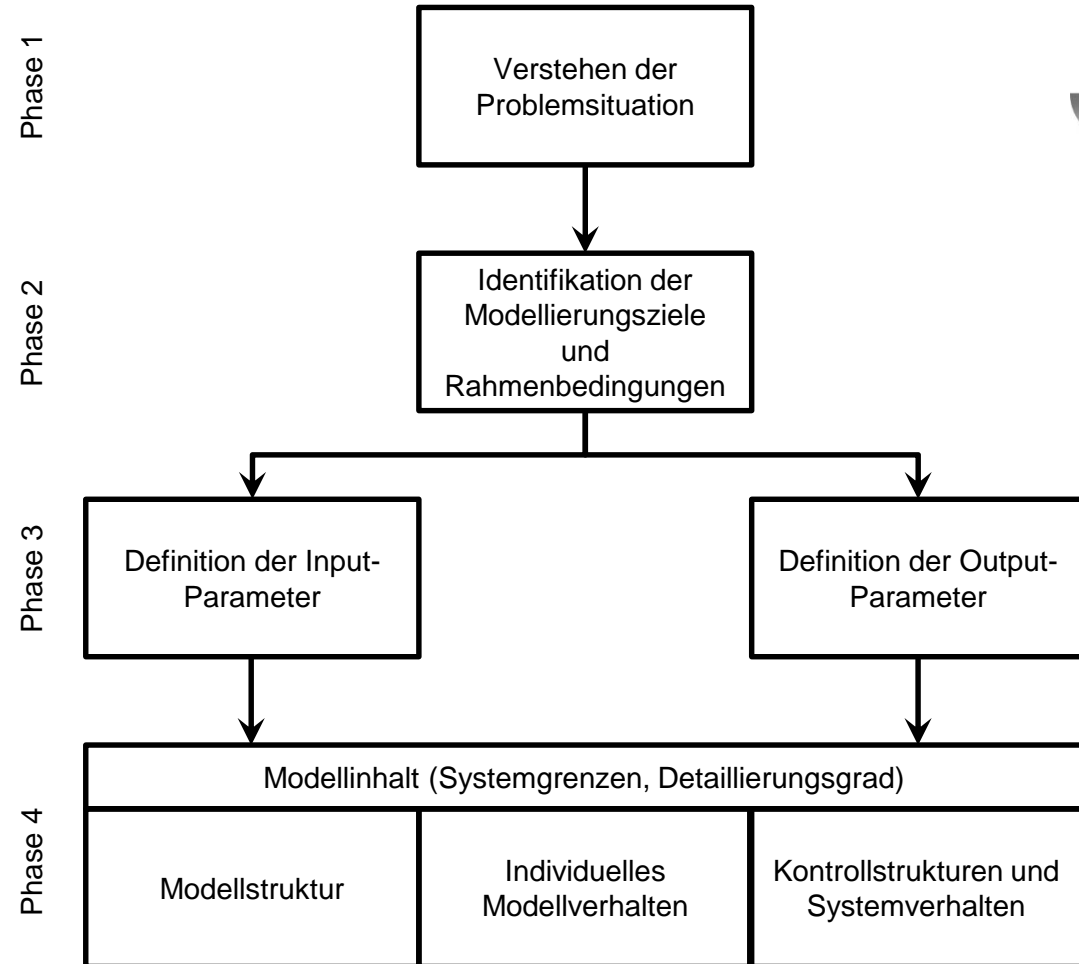 Phase 1
Verstehen der
Problemsituation
Phase 2
Identifikation der
Modellierungsziele
und
Rahmenbedingungen
Phase 3
Definition der Input-
Parameter
Definition der Output-
Parameter
Phase 4
Modellinhalt (Systemgrenzen, Detaillierungsgrad)
Modellstruktur
Individuelles
Modellverhalten
Kontrollstrukturen und
Systemverhalten